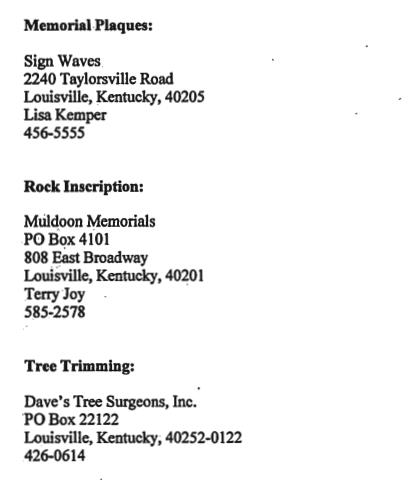 Memorial Plaques:
Sign Waves
2240 Taylorsville Road
Louisville, Kentucky, 40205
Lisa Kemper
456-5555
Rock Inscription:
Muldoon Memorials
PO Box 4101
808 East Broadway
Louisville, Kentucky, 40201
Terry Joy
585-2578
Tree Trimming:
Dave's Tree Surgeons, Inc.
PO Box 22122
Louisville, Kentucky, 40252-0122
426-0614